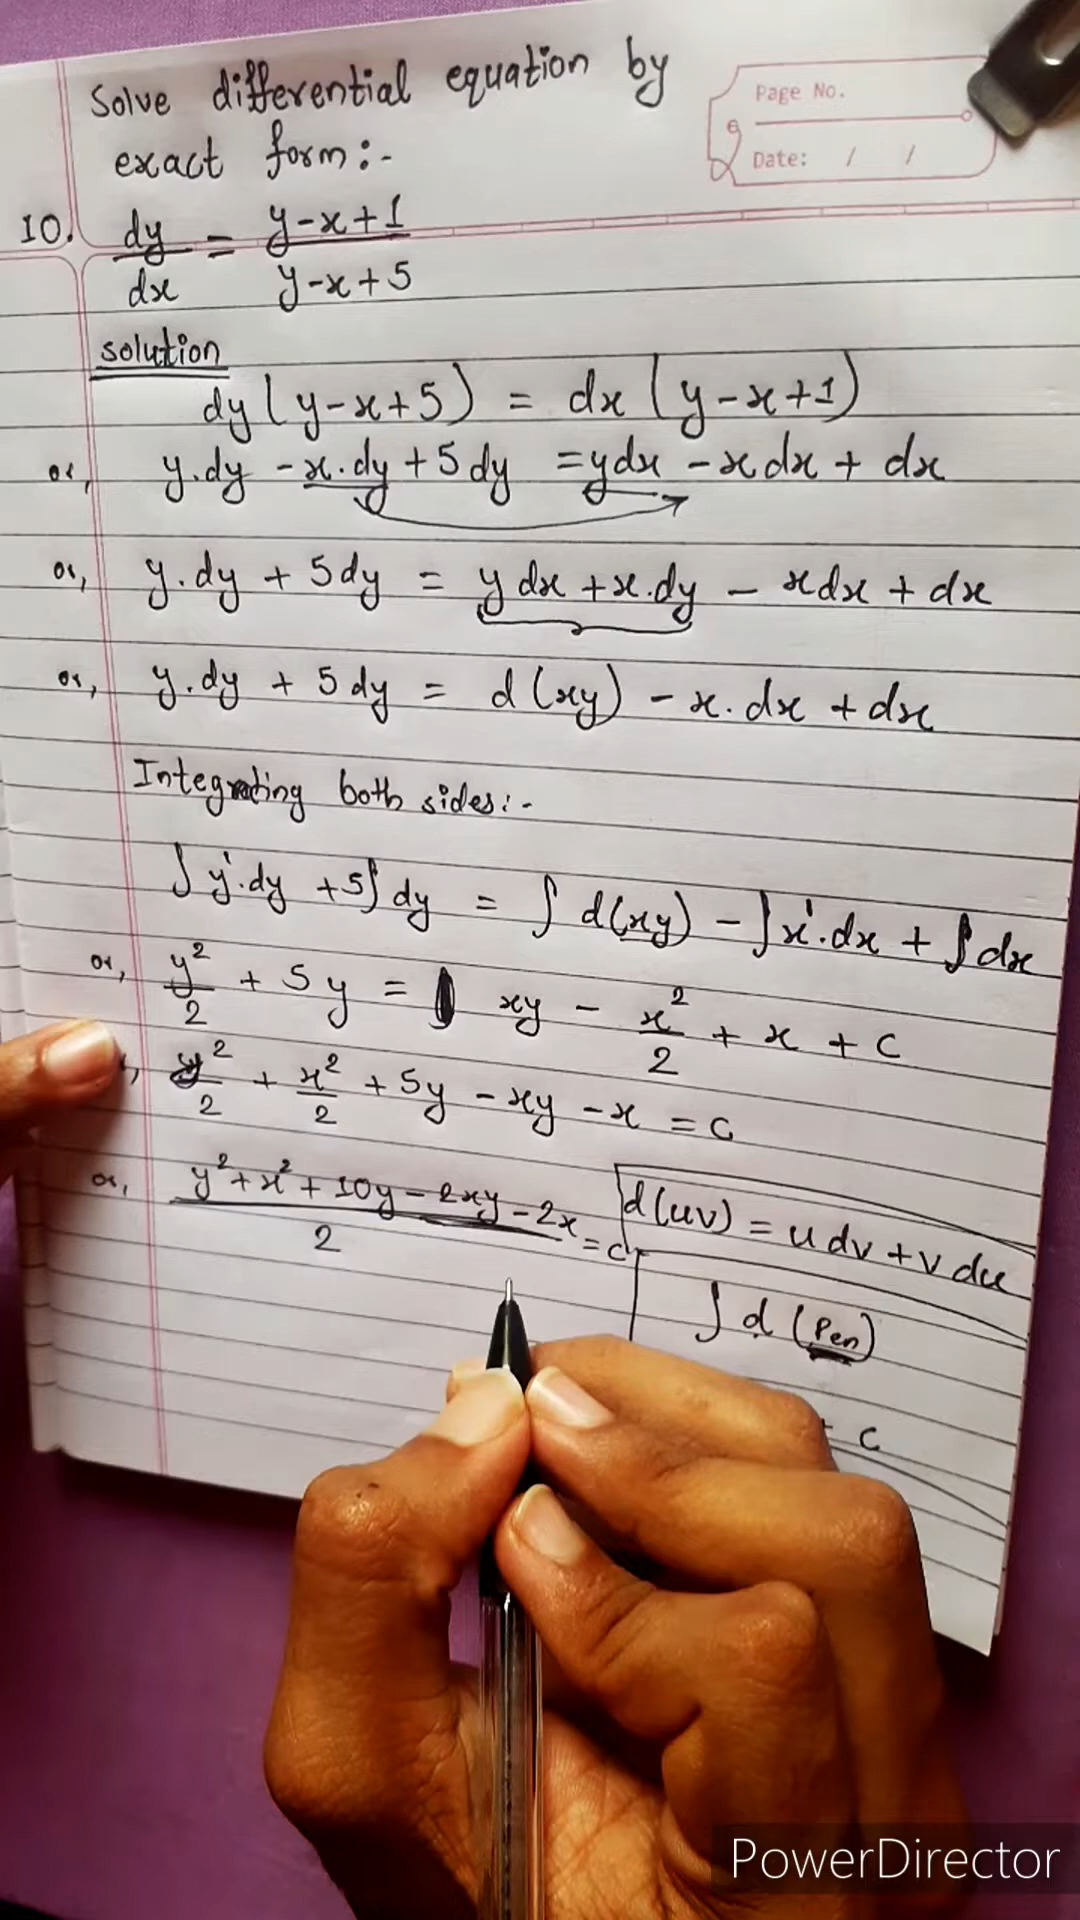 Solve differential equation by
exact form:-
Page No.
Date: / /
10. dy/dx = y-x+1/y-x+5
solution
dy(y-x+5) = dx(y-x+1)
or, y.dy - x.dy + 5dy = ydx - xdx + dx
or, y.dy + 5dy = ydx + x.dy - xdx + dx
or, y.dy + 5dy = d(xy) - x.dx + dx
Integrating both sides:-
∫y¹.dy + 5∫dy = ∫d(xy) - ∫x¹.dx + ∫dx
or, y²/2 + 5y = xy - x²/2 + x + c
, y²/2 + x²/2 + 5y - xy - x = c
or, y²+x²+10y-2xy-2x/2 = c
d(uv) = udv + vdu
∫d(Pen)
+ c
PowerDirector